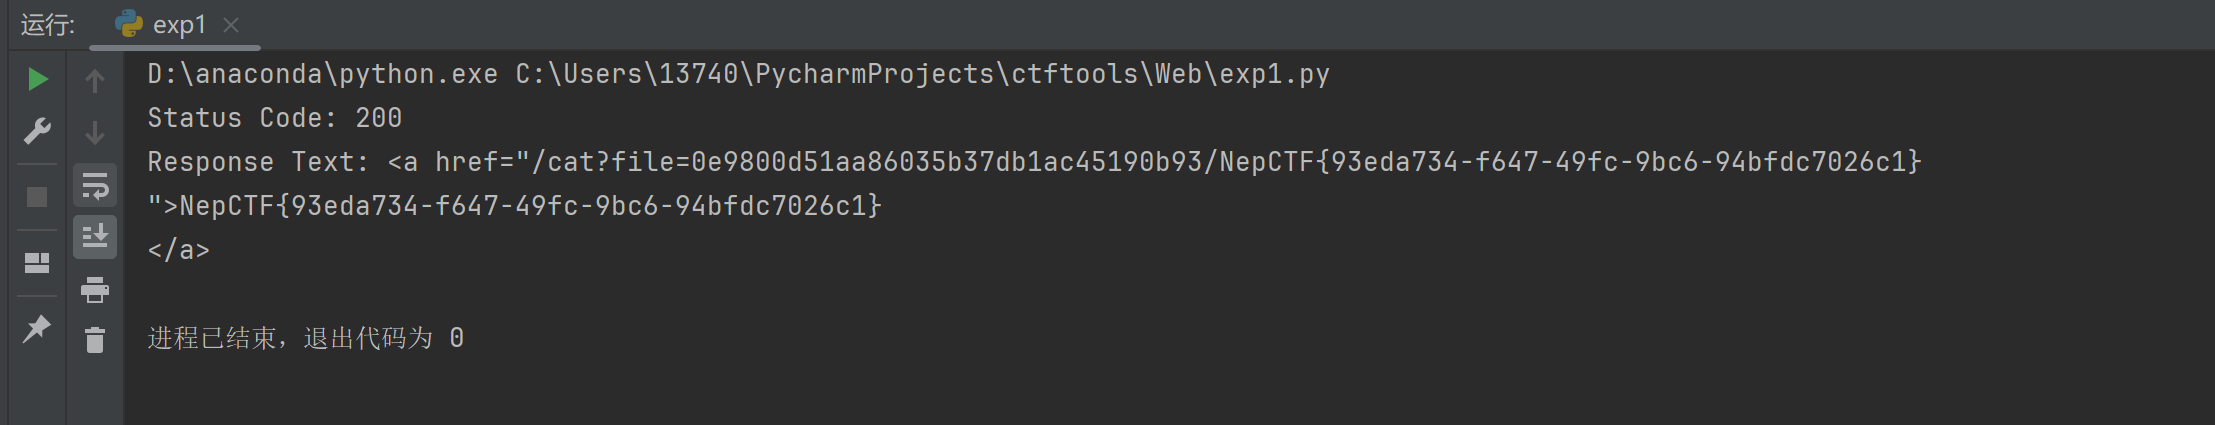 运行: exp1
D:\anaconda\python.exe C:\Users\13740\PycharmProjects\ctftools\Web\exp1.py
Status Code: 200
Response Text: <a href="/cat?file=0e9800d51aa86035b37db1ac45190b93/NepCTF{93eda734-f647-49fc-9bc6-94bfdc7026c1}
">NepCTF{93eda734-f647-49fc-9bc6-94bfdc7026c1}
</a>
进程已结束，退出代码为 0